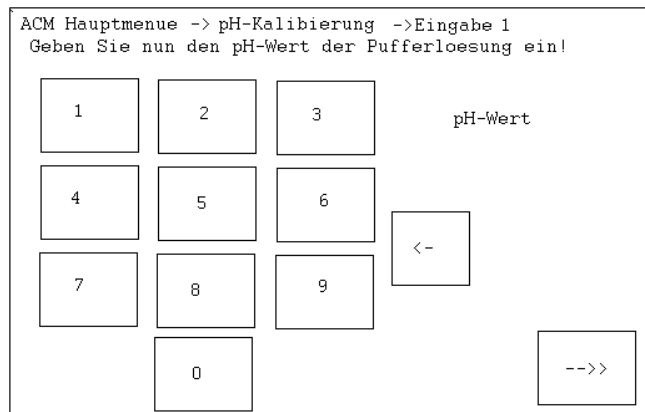 ACM Hauptmenue -> pH-Kalibierung ->Eingabe 1
Geben Sie nun den pH-Wert der Pufferloesung ein!
1 2 3 pH-Wert
4 5 6
<-
7 8 9
0 -->>